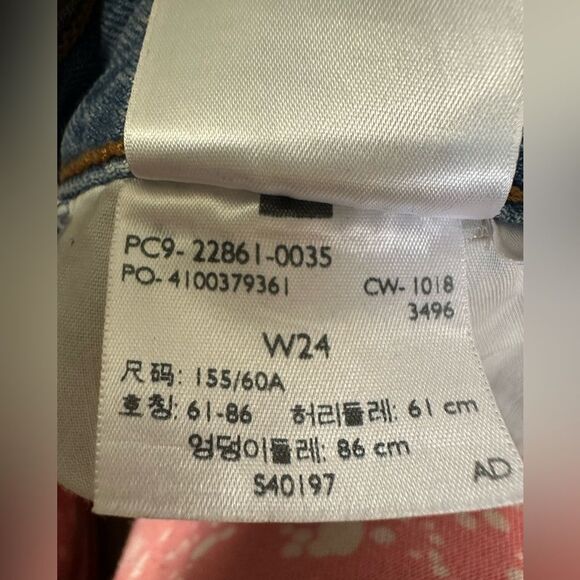 PC9-22861-0035
PO-4100379361 CW-1018
3496
W24
尺码: 155/60A
호칭: 61-86 허리둘레: 61 cm
엉덩이둘레: 86 cm
S40197 AD